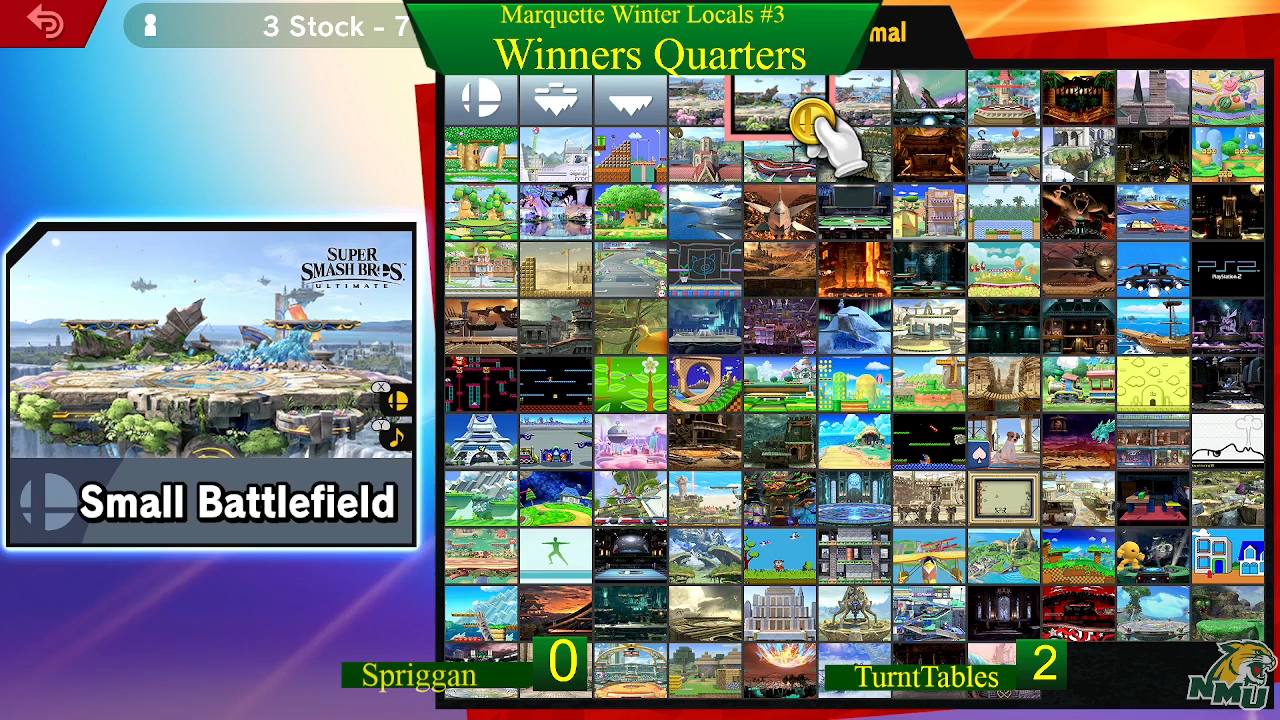 Marquette Winter Locals #3
3 Stock - 7
Winners Quarters
mal
SUPER
SMASH BROS.
ULTIMATE
X
Y
Small Battlefield
PS2
PlayStation 2
Spriggan
0
TurntTables
2
NMU